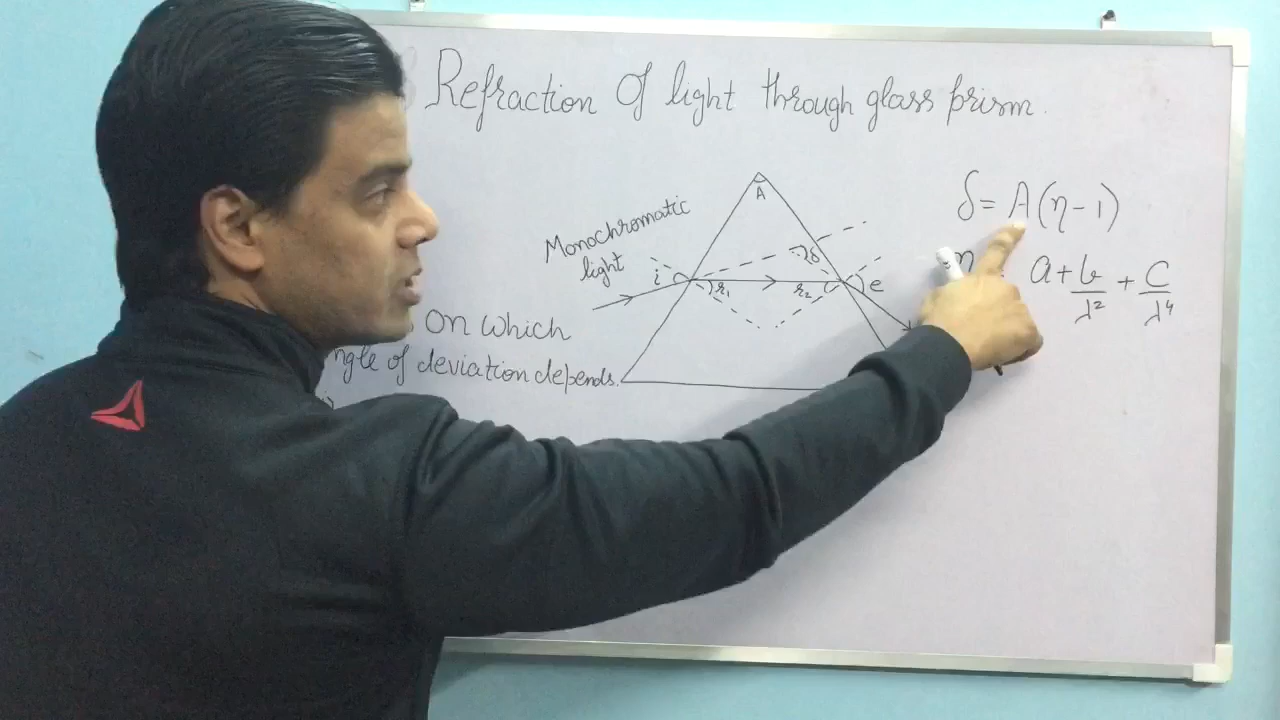 Refraction Of light through glass prism.
δ = A(η - 1)
A
Monochromatic
light
i
r₁
r₂
δ
e
η a + b/λ² + c/λ⁴
on which
ngle of deviation depends.
i)